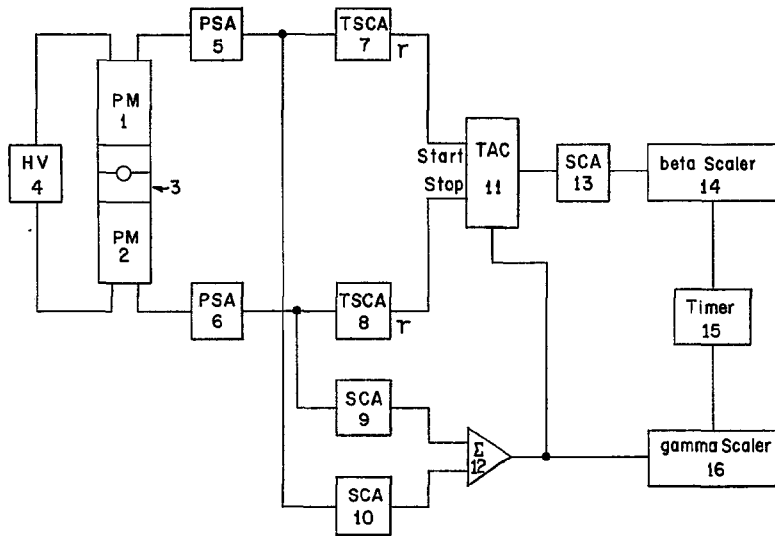 PSA
5
TSCA
7
r
PM
1
HV
4
3
PM
2
Start
Stop
TAC
11
SCA
13
beta Scaler
14
PSA
6
TSCA
8
r
Timer
15
SCA
9
Σ
12
gamma Scaler
16
SCA
10